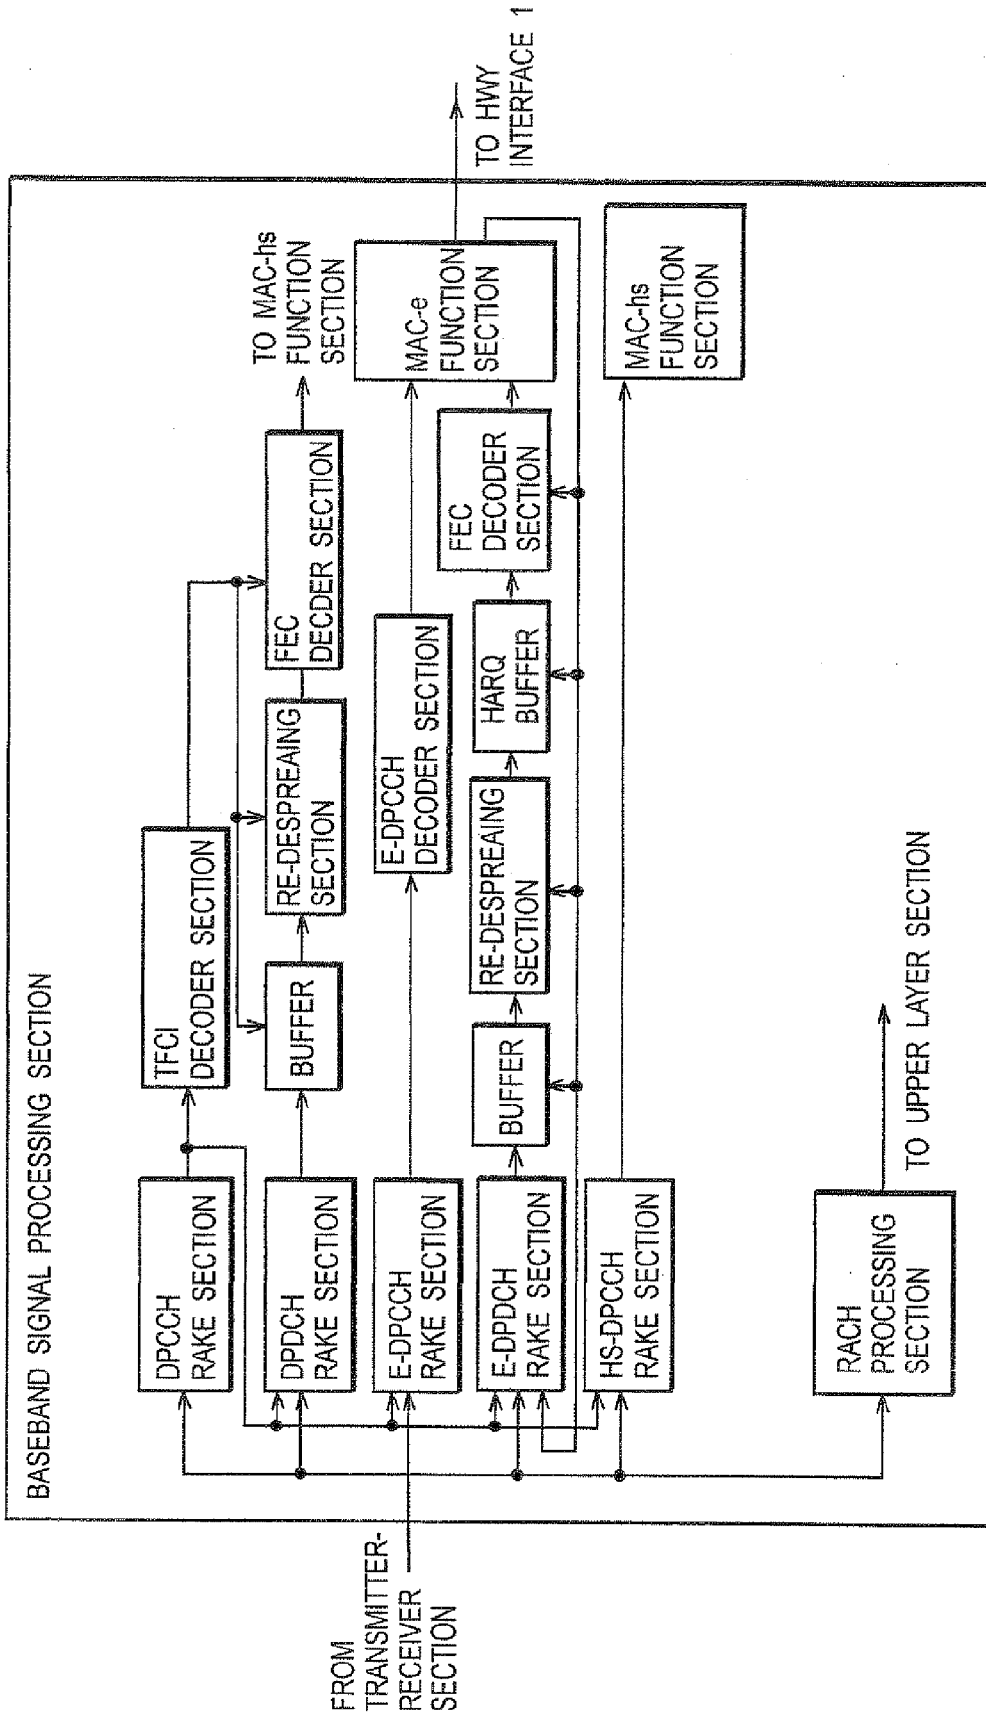 BASEBAND SIGNAL PROCESSING SECTION
FROM
TRANSMITTER-
RECEIVER
SECTION
DPCCH
RAKE SECTION
TFCI
DECODER SECTION
DPDCH
RAKE SECTION
BUFFER
RE-DESPREAING
SECTION
FEC
DECDER SECTION
TO MAC-hs
FUNCTION
SECTION
E-DPCCH
RAKE SECTION
E-DPCCH
DECODER SECTION
MAC-e
FUNCTION
SECTION
TO HWY
INTERFACE 1
E-DPDCH
RAKE SECTION
BUFFER
RE-DESPREAING
SECTION
HARQ
BUFFER
FEC
DECODER
SECTION
HS-DPCCH
RAKE SECTION
MAC-hs
FUNCTION
SECTION
RACH
PROCESSING
SECTION
TO UPPER LAYER SECTION